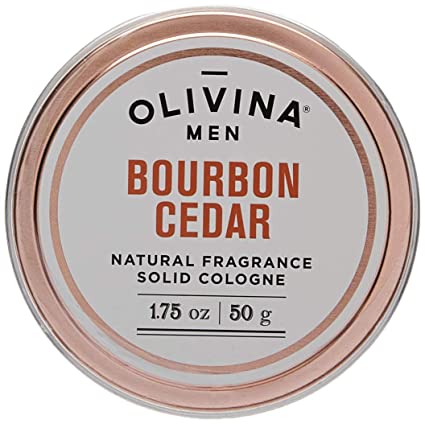 OLIVINA®
MEN
BOURBON
CEDAR
NATURAL FRAGRANCE
SOLID COLOGNE
1.75 oz | 50 g